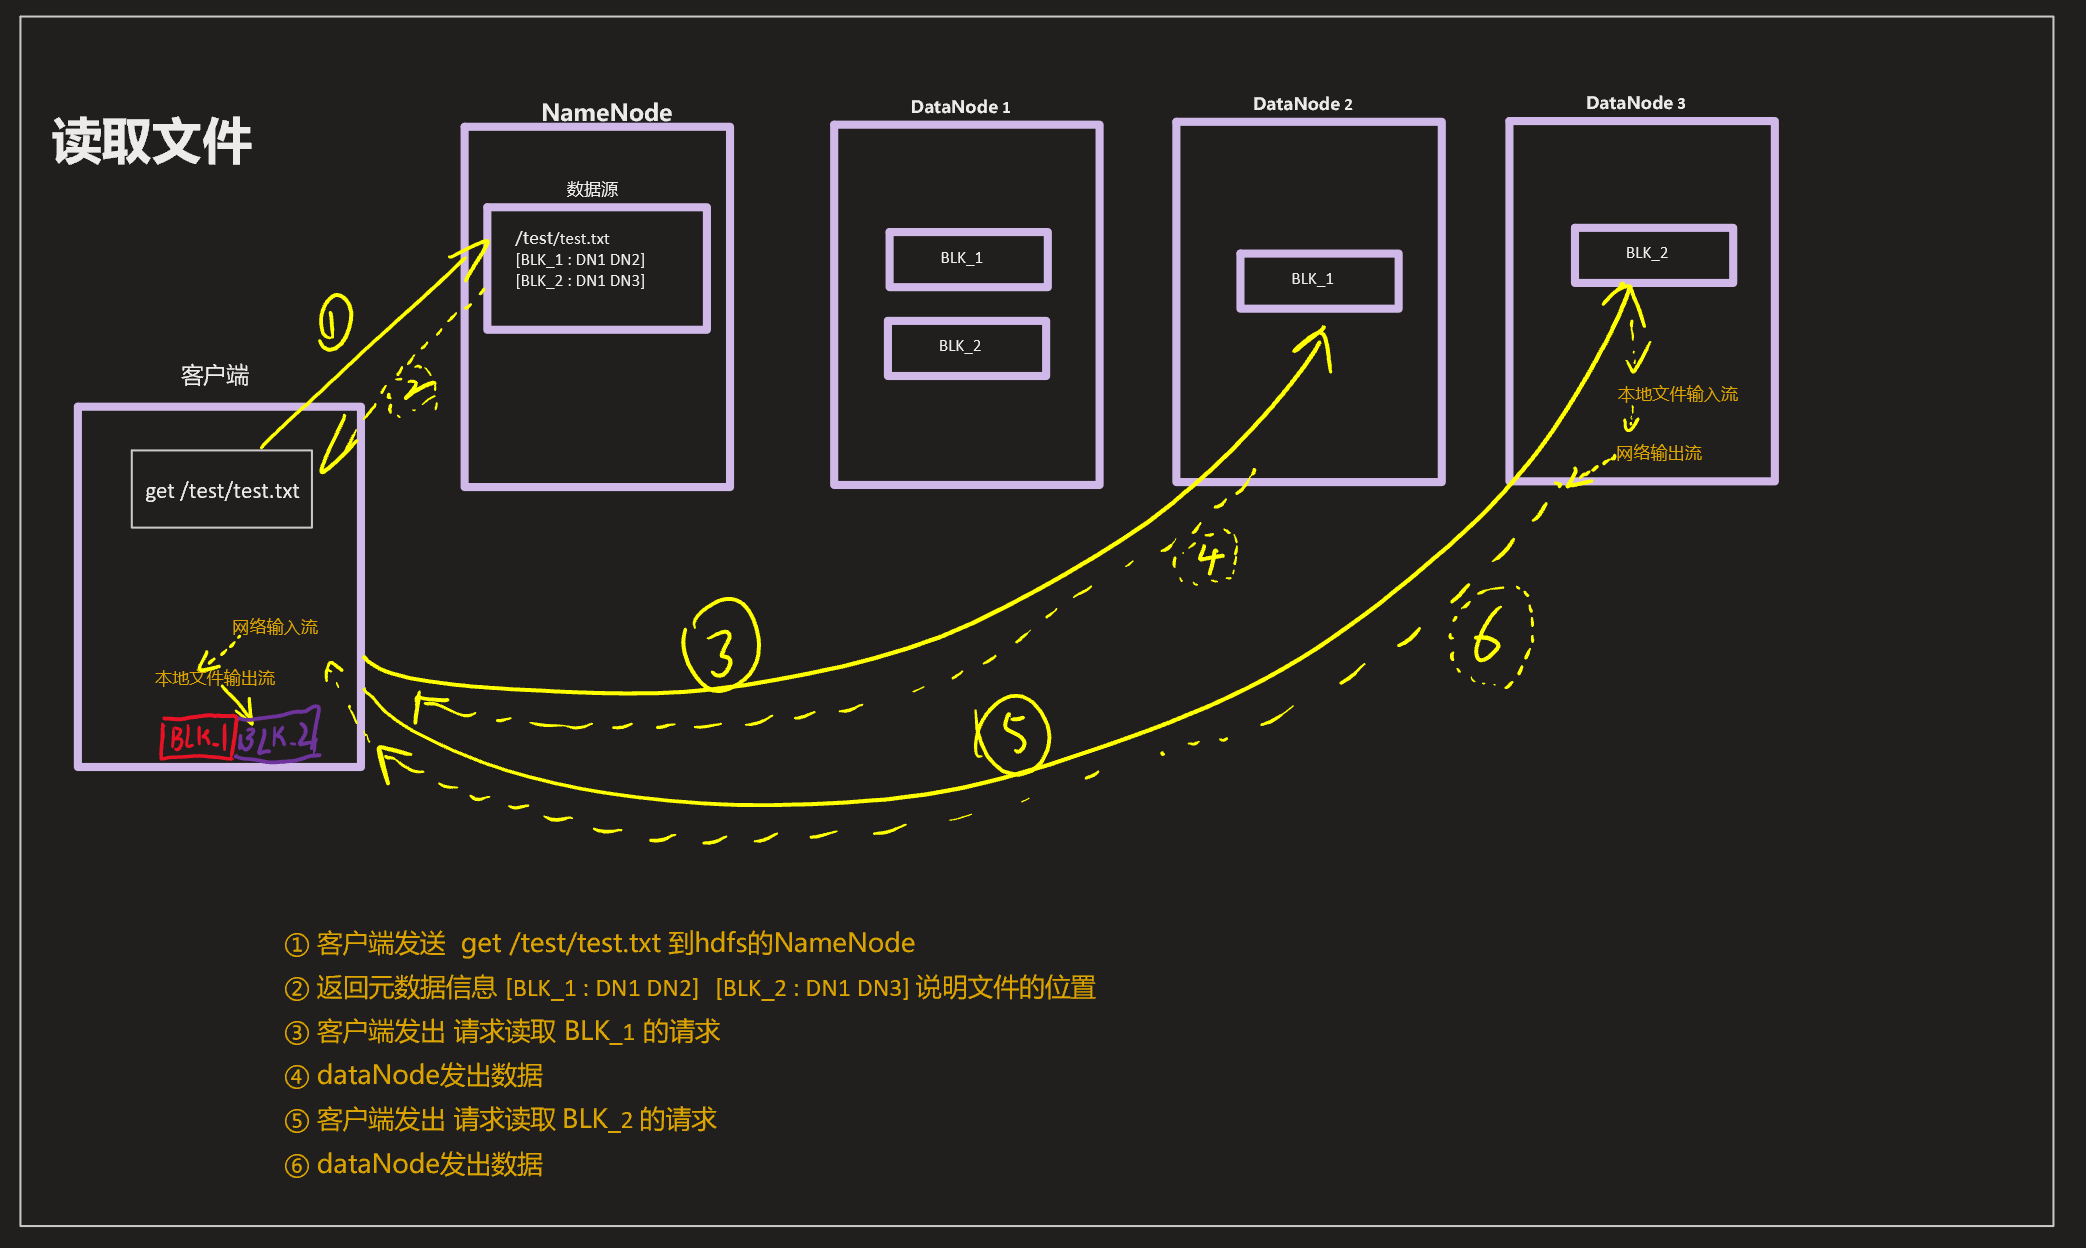 读取文件
NameNode
数据源
/test/test.txt
[BLK_1 : DN1 DN2]
[BLK_2 : DN1 DN3]
DataNode 1
BLK_1
BLK_2
DataNode 2
BLK_1
DataNode 3
BLK_2
本地文件输入流
网络输出流
①
②
客户端
get /test/test.txt
网络输入流
本地文件输出流
BLK_1 BLK_2
③
④
⑤
⑥
① 客户端发送 get /test/test.txt 到hdfs的NameNode
② 返回元数据信息 [BLK_1 : DN1 DN2] [BLK_2 : DN1 DN3] 说明文件的位置
③ 客户端发出 请求读取 BLK_1 的请求
④ dataNode发出数据
⑤ 客户端发出 请求读取 BLK_2 的请求
⑥ dataNode发出数据